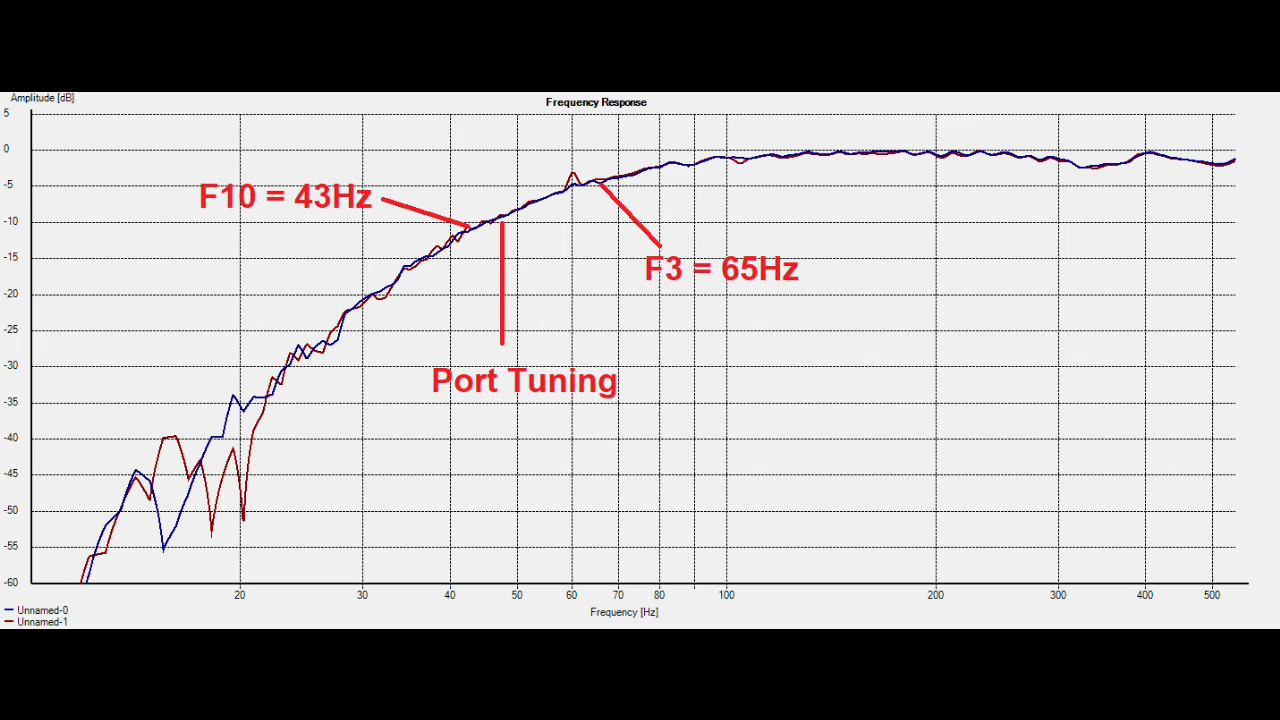 Amplitude [dB]
Frequency Response
5
0
-5
F10 = 43Hz
-10
-15
F3 = 65Hz
-20
-25
-30
Port Tuning
-35
-40
-45
-50
-55
-60
20 30 40 50 60 70 80 100 200 300 400 500
Frequency [Hz]
Unnamed-0
Unnamed-1